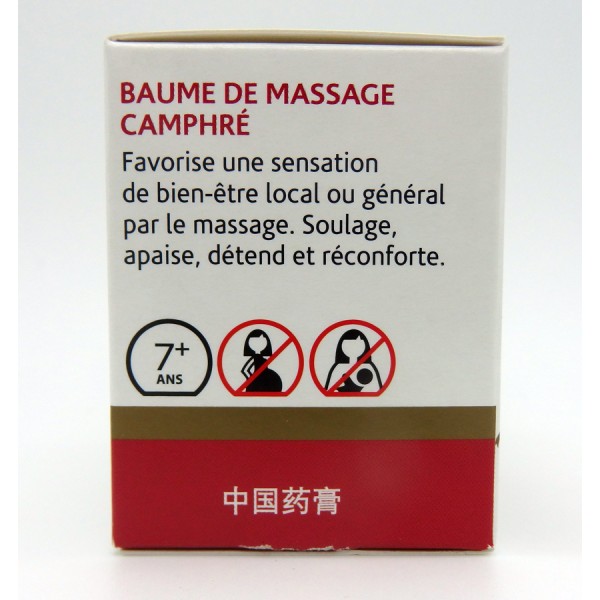 BAUME DE MASSAGE
CAMPHRÉ
Favorise une sensation
de bien-être local ou général
par le massage. Soulage,
apaise, détend et réconforte.
7+
ANS
中国药膏